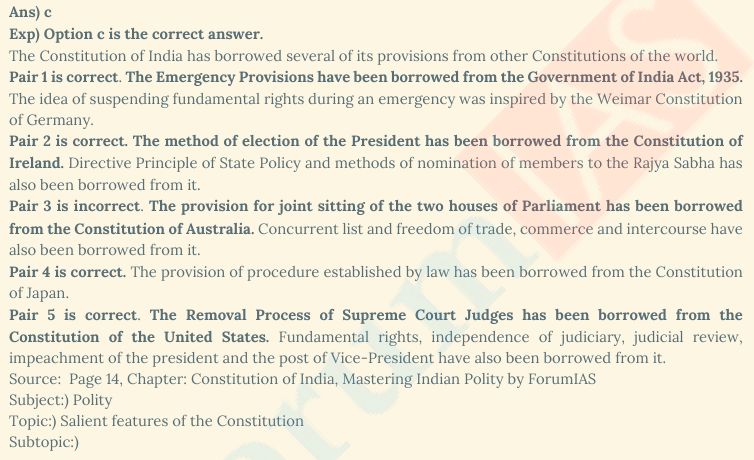 Ans) c
Exp) Option c is the correct answer.
The Constitution of India has borrowed several of its provisions from other Constitutions of the world.
Pair 1 is correct. The Emergency Provisions have been borrowed from the Government of India Act, 1935.
The idea of suspending fundamental rights during an emergency was inspired by the Weimar Constitution
of Germany.
Pair 2 is correct. The method of election of the President has been borrowed from the Constitution of
Ireland. Directive Principle of State Policy and methods of nomination of members to the Rajya Sabha has
also been borrowed from it.
Pair 3 is incorrect. The provision for joint sitting of the two houses of Parliament has been borrowed
from the Constitution of Australia. Concurrent list and freedom of trade, commerce and intercourse have
also been borrowed from it.
Pair 4 is correct. The provision of procedure established by law has been borrowed from the Constitution
of Japan.
Pair 5 is correct. The Removal Process of Supreme Court Judges has been borrowed from the
Constitution of the United States. Fundamental rights, independence of judiciary, judicial review,
impeachment of the president and the post of Vice-President have also been borrowed from it.
Source: Page 14, Chapter: Constitution of India, Mastering Indian Polity by ForumIAS
Subject:) Polity
Topic:) Salient features of the Constitution
Subtopic:)
orum IAS